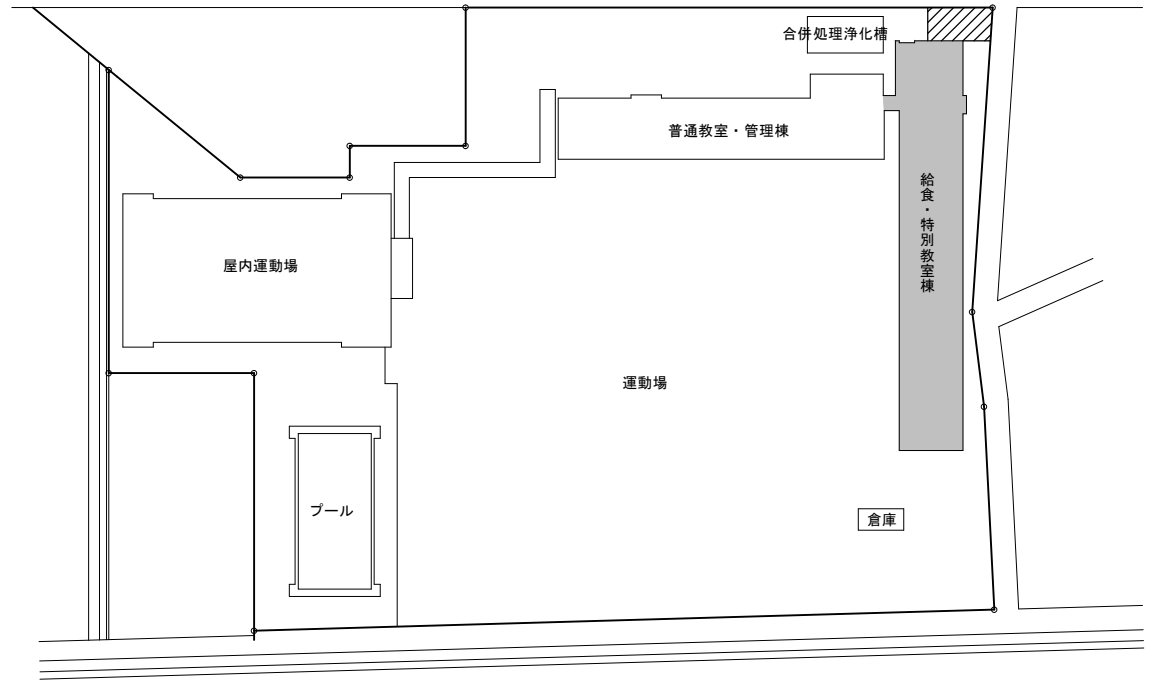 合併処理浄化槽
普通教室・管理棟
給食・特別教室棟
屋内運動場
運動場
プール
倉庫